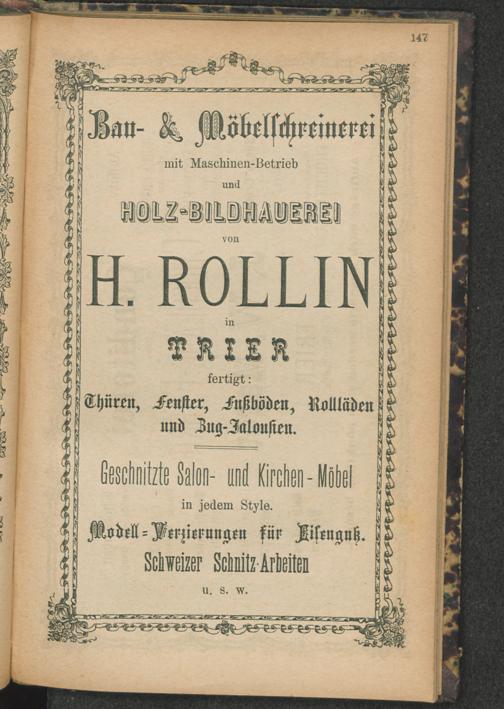 147
Bau- & Möbelschreinerei
mit Maschinen-Betrieb
und
HOLZ-BILDHAUEREI
von
H. ROLLIN
in
TRIER
fertigt:
Thüren, Fenster, Fußböden, Rollläden
und Zug-Jalousien.
Geschnitzte Salon- und Kirchen-Möbel
in jedem Style.
Modell-Verzierungen für Eisenguß.
Schweizer Schnitz-Arbeiten
u. s. w.